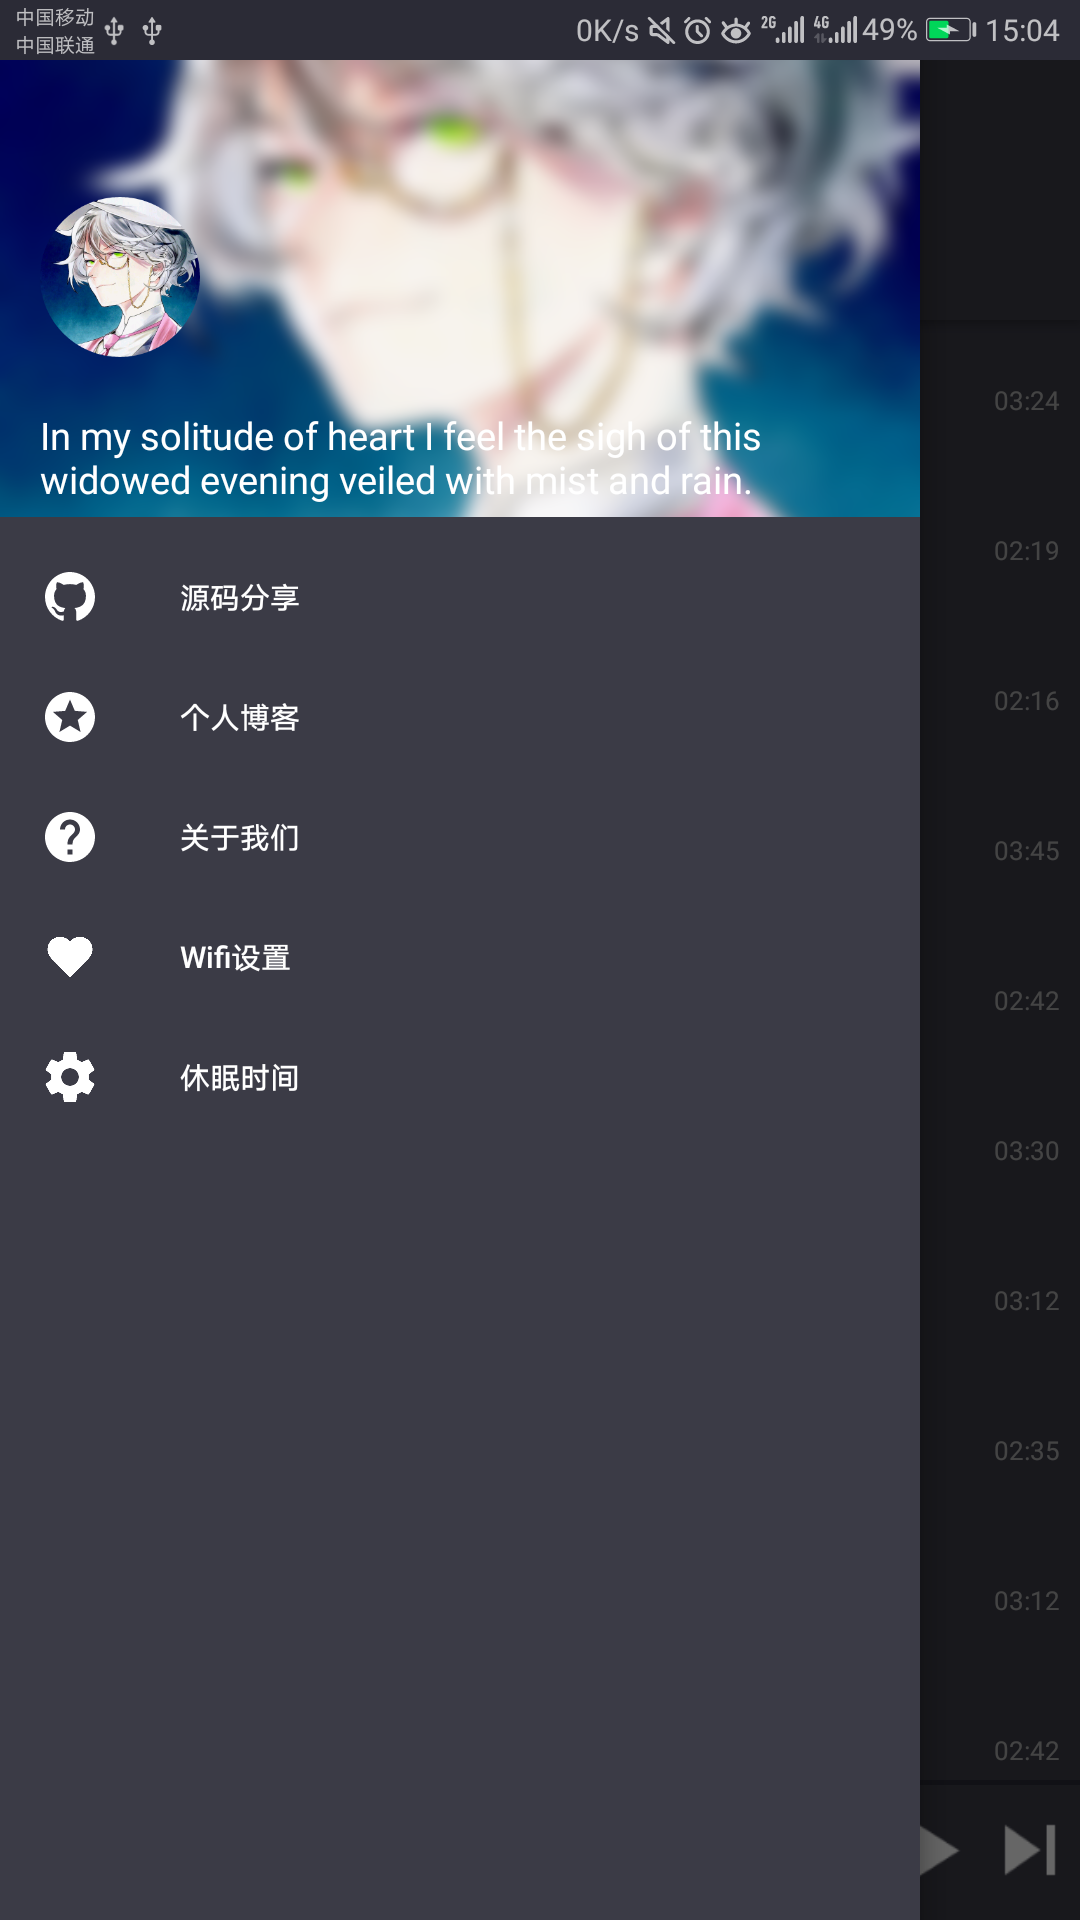 中国移动
中国联通
0K/s 2G 4G 49% 15:04
In my solitude of heart I feel the sigh of this
widowed evening veiled with mist and rain.
源码分享
个人博客
关于我们
Wifi设置
休眠时间
03:24
02:19
02:16
03:45
02:42
03:30
03:12
02:35
03:12
02:42